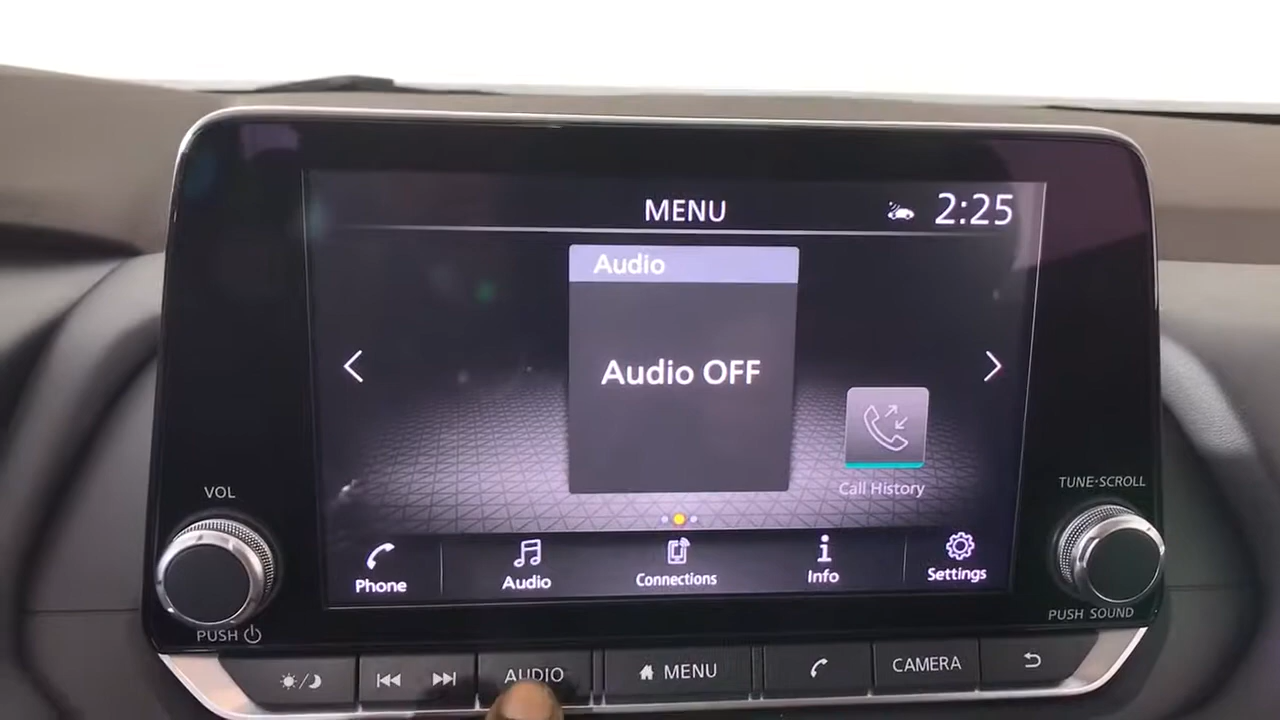 MENU
2:25
Audio
Audio OFF
Call History
VOL
TUNE·SCROLL
Phone
Audio
Connections
Info
Settings
PUSH
PUSH SOUND
AUDIO
MENU
CAMERA